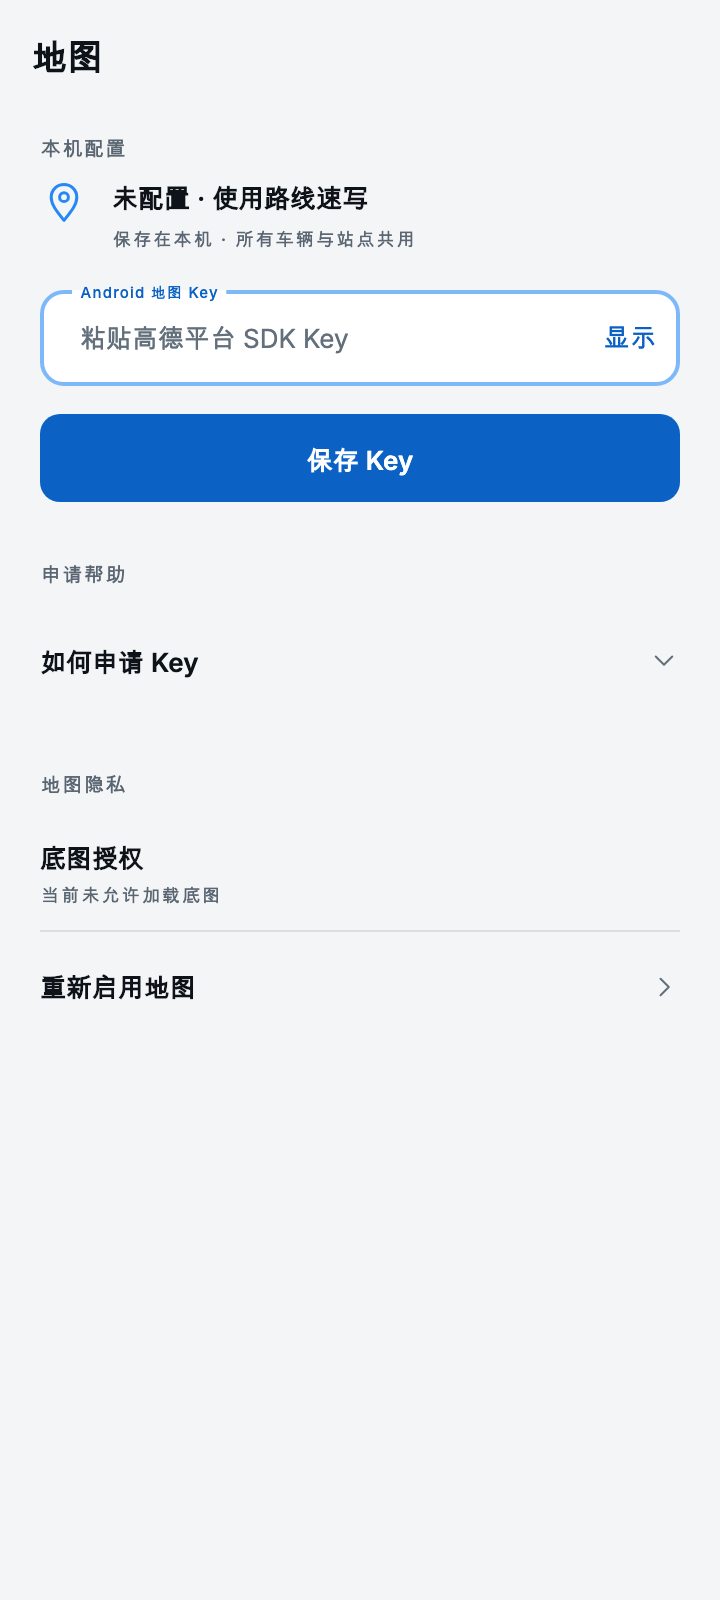 地图
本机配置
未配置 · 使用路线速写
保存在本机 · 所有车辆与站点共用
Android 地图 Key
粘贴高德平台 SDK Key
显示
保存 Key
申请帮助
如何申请 Key
地图隐私
底图授权
当前未允许加载底图
重新启用地图